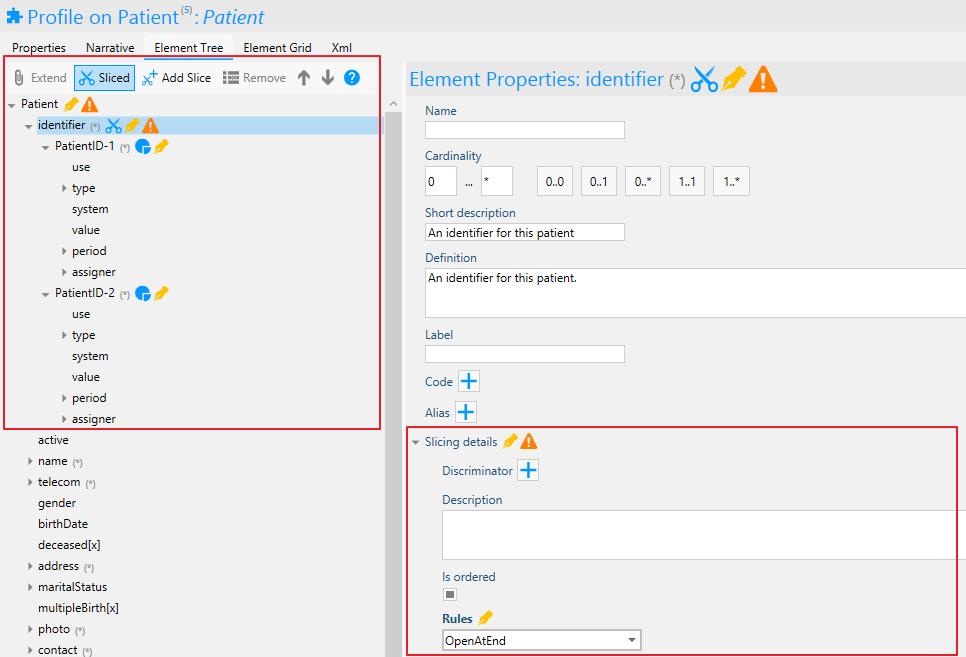 Profile on Patient(5): Patient
Properties Narrative Element Tree Element Grid Xml
Extend Sliced Add Slice Remove ?
Patient
identifier (*)
PatientID-1 (*)
use
type
system
value
period
assigner
PatientID-2 (*)
use
type
system
value
period
assigner
active
name (*)
telecom (*)
gender
birthDate
deceased[x]
address (*)
maritalStatus
multipleBirth[x]
photo (*)
contact (*)
Element Properties: identifier (*)
Name
Cardinality
0 ... * 0..0 0..1 0..* 1..1 1..*
Short description
An identifier for this patient
Definition
An identifier for this patient.
Label
Code +
Alias +
Slicing details
Discriminator +
Description
Is ordered
Rules
OpenAtEnd